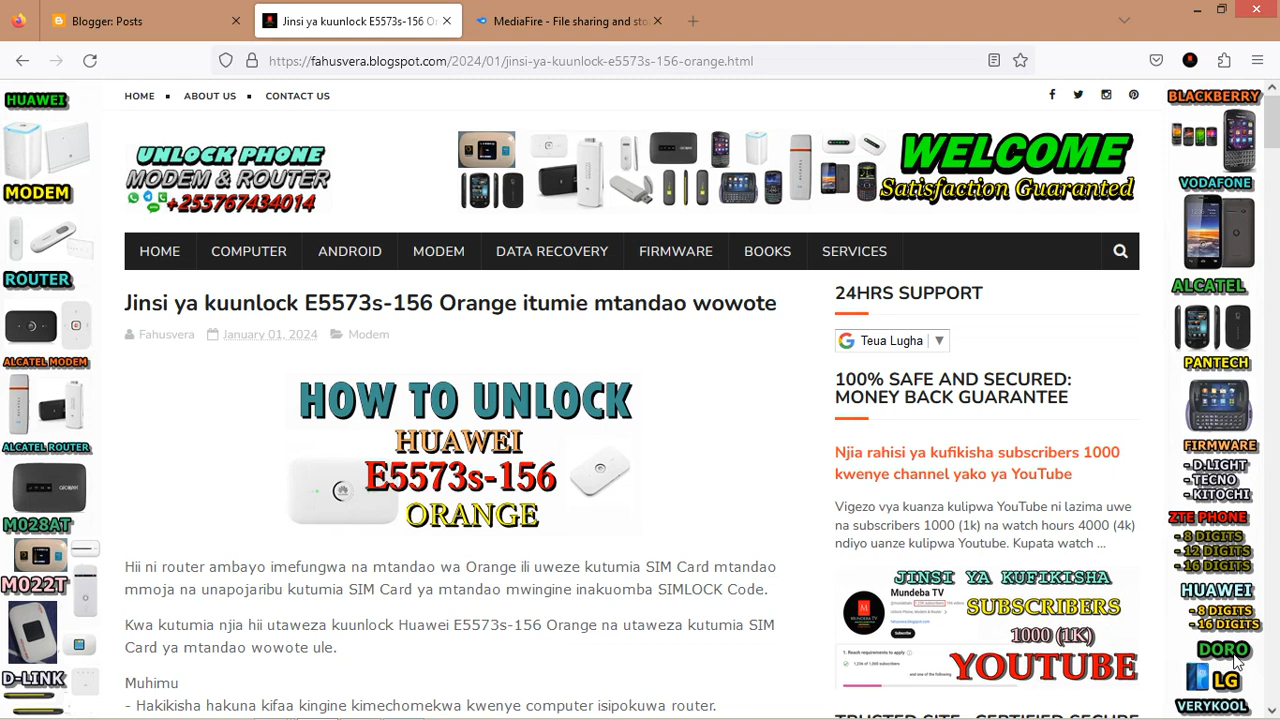 Blogger: Posts
Jinsi ya kuunlock E5573s-156 Or
MediaFire - File sharing and sto
https://fahusvera.blogspot.com/2024/01/jinsi-ya-kuunlock-e5573s-156-orange.html
HOME
ABOUT US
CONTACT US
UNLOCK PHONE
MODEM & ROUTER
+255767434014
WELCOME
Satisfaction Guaranteed
HOME
COMPUTER
ANDROID
MODEM
DATA RECOVERY
FIRMWARE
BOOKS
SERVICES
HUAWEI
MODEM
ROUTER
ALCATEL MODEM
ALCATEL ROUTER
M028AT
M022T
D-LINK
Jinsi ya kuunlock E5573s-156 Orange itumie mtandao wowote
Fahusvera
January 01, 2024
Modem
HOW TO UNLOCK
HUAWEI
E5573s-156
ORANGE
Hii ni router ambayo imefungwa na mtandao wa Orange ili uweze kutumia SIM Card mtandao
mmoja na unapojaribu kutumia SIM Card ya mtandao mwingine inakuomba SIMLOCK Code.
Kwa kutumia njia hii utaweza kuunlock Huawei E5573s-156 Orange na utaweza kutumia SIM
Card ya mtandao wowote ule.
Muhimu
- Hakikisha hakuna kifaa kingine kimechomekwa kwenye computer isipokuwa router.
24HRS SUPPORT
Teua Lugha ▼
100% SAFE AND SECURED:
MONEY BACK GUARANTEE
Njia rahisi ya kufikisha subscribers 1000
kwenye channel yako ya YouTube
Vigezo vya kuanza kulipwa YouTube ni lazima uwe
na subscribers 1000(1k) na watch hours 4000 (4k)
ndiyo uanze kulipwa Youtube. Kupata watch ...
JINSI YA KUFIKISHA
Mundeba TV
Subscribe
SUBSCRIBERS
1000 (1K)
YOUTUBE
TRUSTED SITE - CERTIFIED SECURE
BLACKBERRY
VODAFONE
ALCATEL
PANTECH
FIRMWARE
- D.LIGHT
- TECNO
- KITOCHI
ZTE PHONE
- 8 DIGITS
- 12 DIGITS
- 16 DIGITS
HUAWEI
- 8 DIGITS
- 16 DIGITS
DORO
LG
VERYKOOL